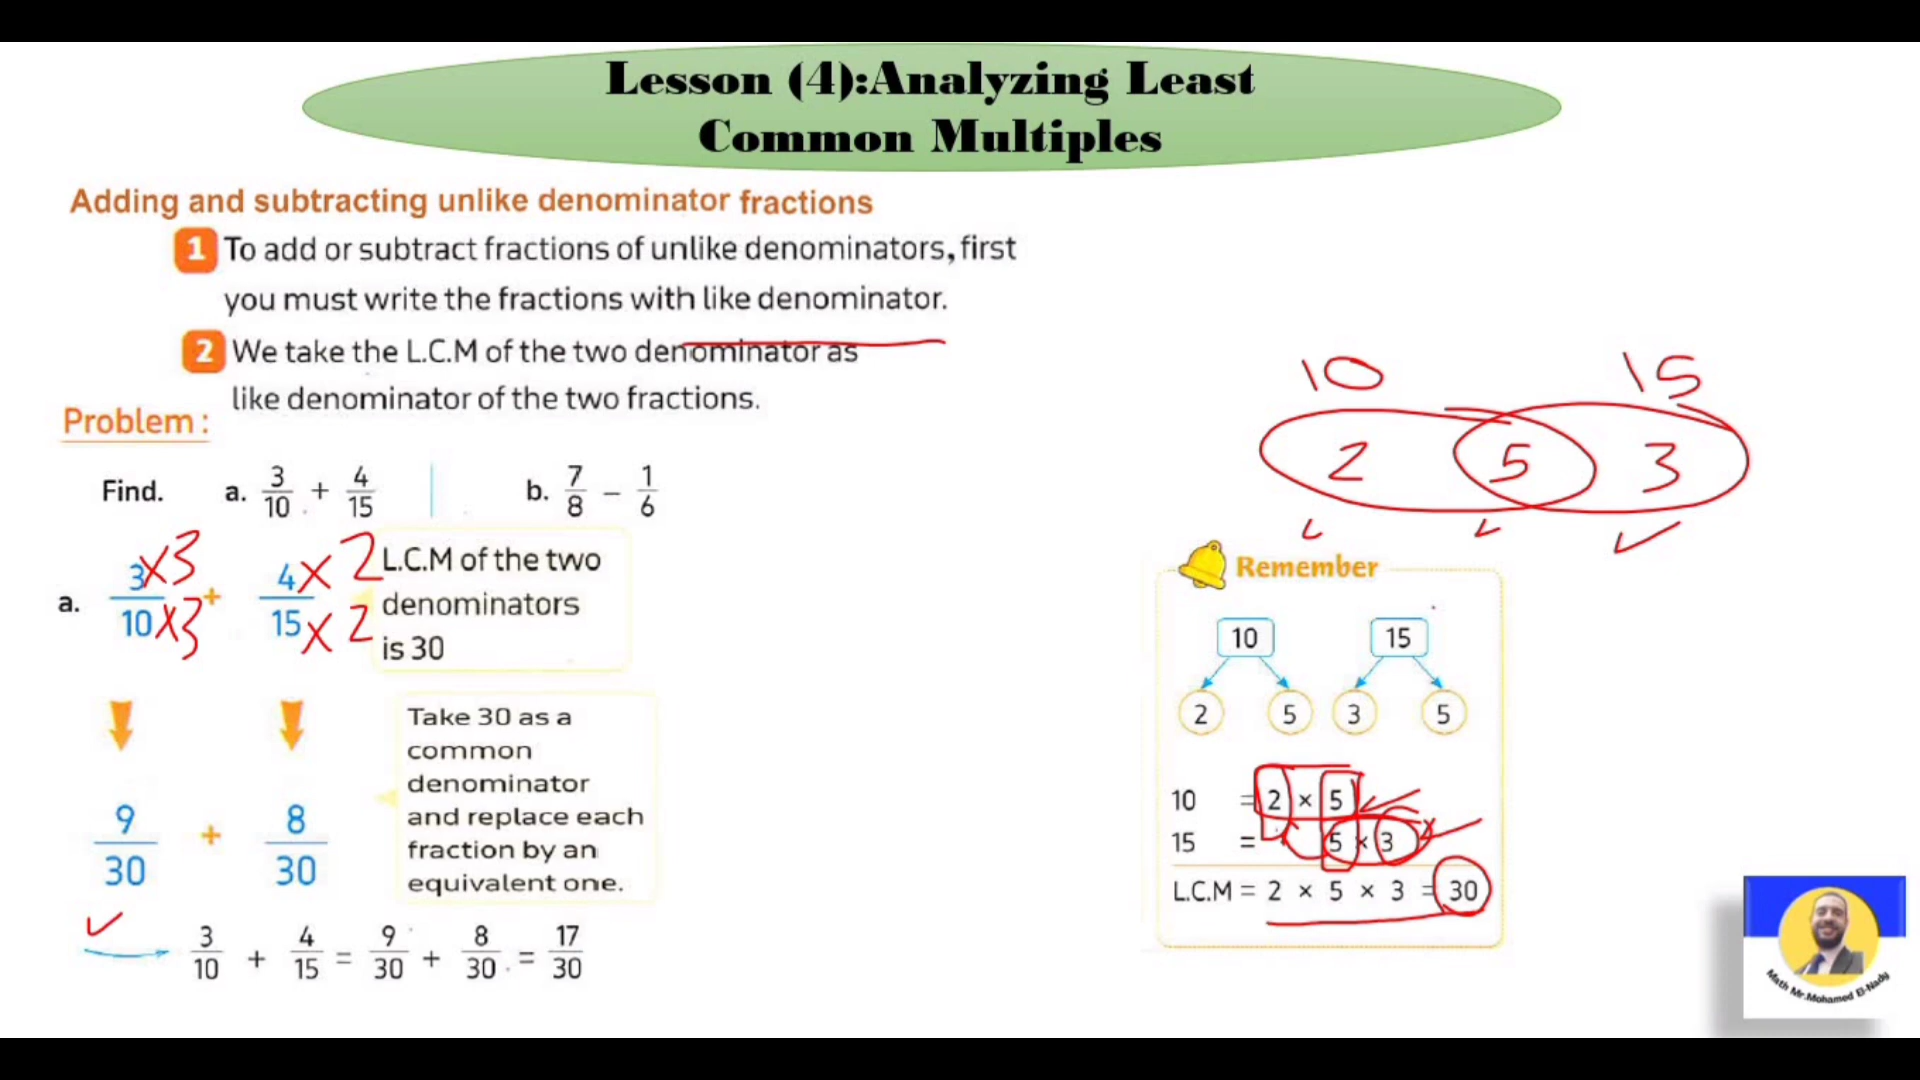 Lesson (4):Analyzing Least
Common Multiples
Adding and subtracting unlike denominator fractions
1 To add or subtract fractions of unlike denominators, first
you must write the fractions with like denominator.
2 We take the L.C.M of the two denominator as
like denominator of the two fractions.
Problem :
Find. a. 3/10 + 4/15 b. 7/8 - 1/6
a. 3×3/10×3 + 4×2/15×2
L.C.M of the two
denominators
is 30
9/30 + 8/30
Take 30 as a
common
denominator
and replace each
fraction by an
equivalent one.
3/10 + 4/15 = 9/30 + 8/30 = 17/30
10 15
2 5 3
Remember
10 15
2 5 3 5
10 = 2 × 5
15 = 5 × 3
L.C.M = 2 × 5 × 3 = 30
Math Mr.Mohamed El-Nady